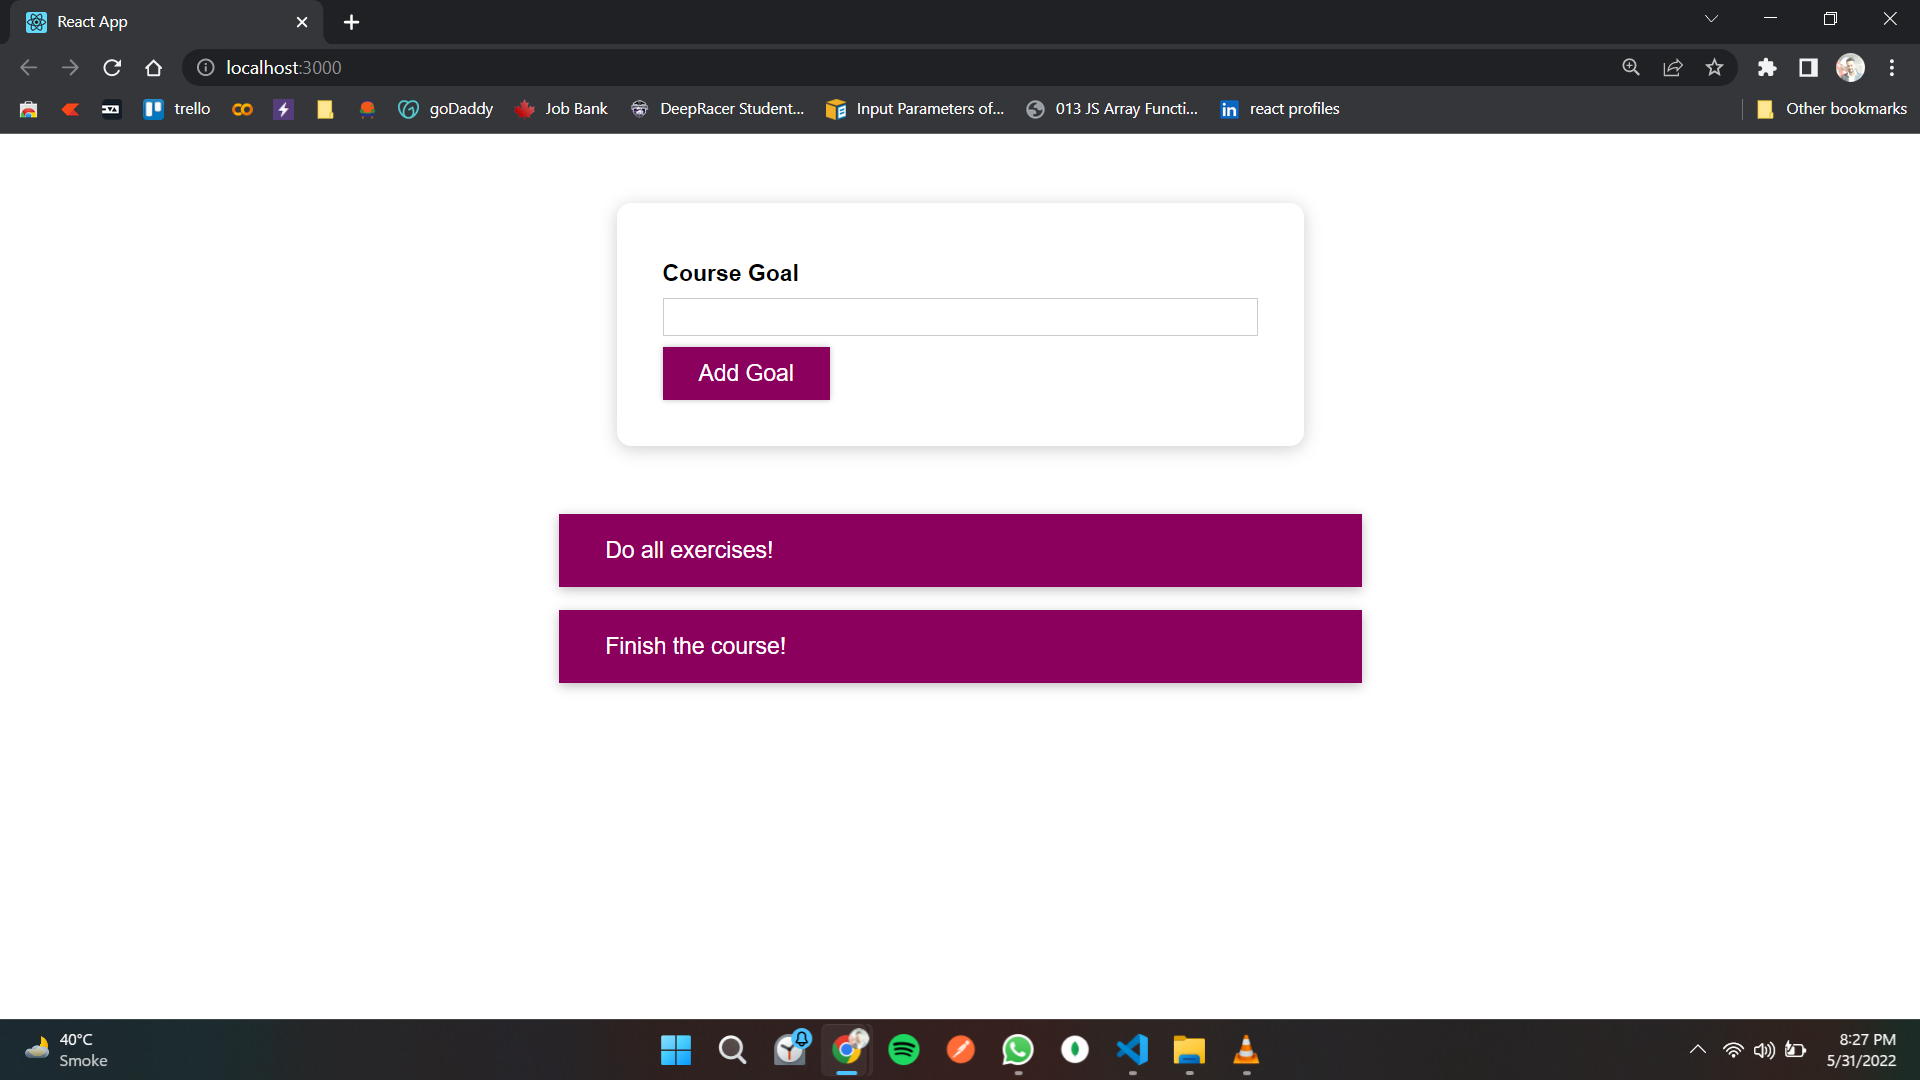 React App
localhost:3000
trello
goDaddy
Job Bank
DeepRacer Student...
Input Parameters of...
013 JS Array Functi...
in
react profiles
Other bookmarks
Course Goal
Add Goal
Do all exercises!
Finish the course!
40°C
Smoke
8:27 PM
5/31/2022